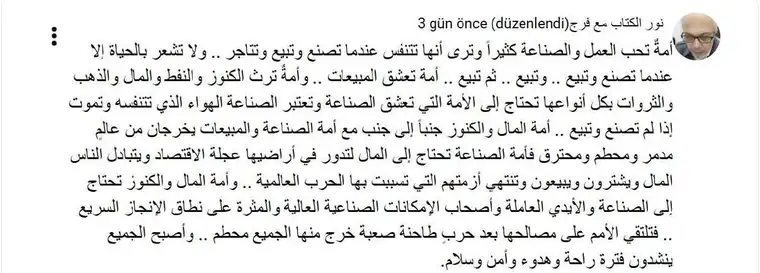 نور الكتاب مع فرج(düzenlendi) 3 gün önce
أمةٌ تحب العمل والصناعة كثيراً وترى أنها تتنفس عندما تصنع وتبيع وتتاجر .. ولا تشعر بالحياة إلا
عندما تصنع وتبيع .. وتبيع .. ثم تبيع .. أمة تعشق المبيعات .. وأمةٌ ترث الكنوز والنفط والمال والذهب
والثروات بكل أنواعها تحتاج إلى الأمة التي تعشق الصناعة وتعتبر الصناعة الهواء الذي تتنفسه وتموت
إذا لم تصنع وتبيع .. أمة المال والكنوز جنباً إلى جنب مع أمة الصناعة والمبيعات يخرجان من عالمٍ
مدمر ومحطم ومحترق فأمة الصناعة تحتاج إلى المال لتدور في أراضيها عجلة الاقتصاد ويتبادل الناس
المال ويشترون ويبيعون وتنتهي أزمتهم التي تسببت بها الحرب العالمية .. وأمة المال والكنوز تحتاج
إلى الصناعة والأيدي العاملة وأصحاب الإمكانات الصناعية العالية والمثرة على نطاق الإنجاز السريع
.. فتلتقي الأمم على مصالحها بعد حربٍ طاحنة صعبة خرج منها الجميع محطم .. وأصبح الجميع
ينشدون فترة راحة وهدوء وأمن وسلام.